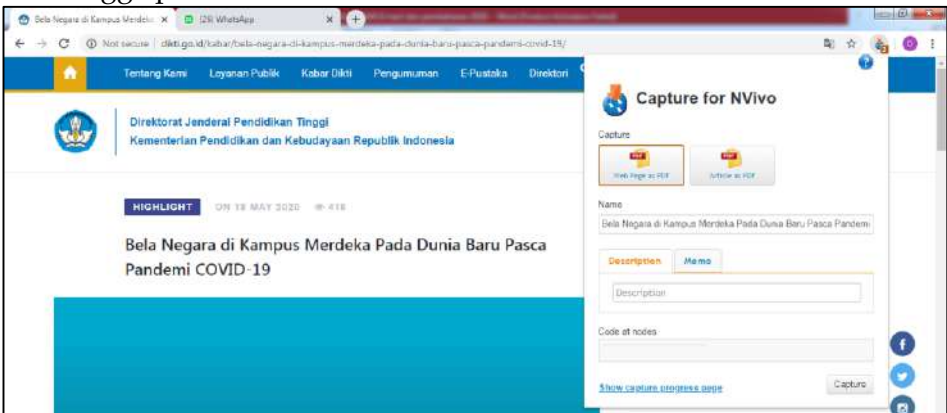 Bela Negara di Kampus Merdeka
(29) WhatsApp
Not secure | dikti.go.id/kabar/bela-negara-di-kampus-merdeka-pada-dunia-baru-pasca-pandemi-covid-19/
Tentang Kami Layanan Publik Kabar Dikti Pengumuman E-Pustaka Direktori
Direktorat Jenderal Pendidikan Tinggi
Kementerian Pendidikan dan Kebudayaan Republik Indonesia
HIGHLIGHT ON 18 MAY 2020 418
Bela Negara di Kampus Merdeka Pada Dunia Baru Pasca
Pandemi COVID-19
Capture for NVivo
Capture
Web Page as PDF Article as PDF
Name
Bela Negara di Kampus Merdeka Pada Dunia Baru Pasca Pandemi
Description Memo
Description
Code at nodes
Show capture progress page Capture